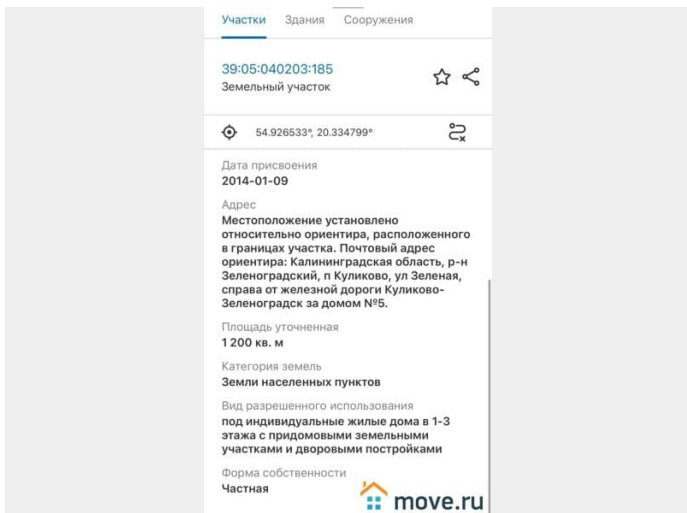 Участки Здания Сооружения
39:05:040203:185
Земельный участок
54.926533°, 20.334799°
Дата присвоения
2014-01-09
Адрес
Местоположение установлено
относительно ориентира, расположенного
в границах участка. Почтовый адрес
ориентира: Калининградская область, р-н
Зеленоградский, п Куликово, ул Зеленая,
справа от железной дороги Куликово-
Зеленоградск за домом №5.
Площадь уточненная
1 200 кв. м
Категория земель
Земли населенных пунктов
Вид разрешенного использования
под индивидуальные жилые дома в 1-3
этажа с придомовыми земельными
участками и дворовыми постройками
Форма собственности
Частная
move.ru